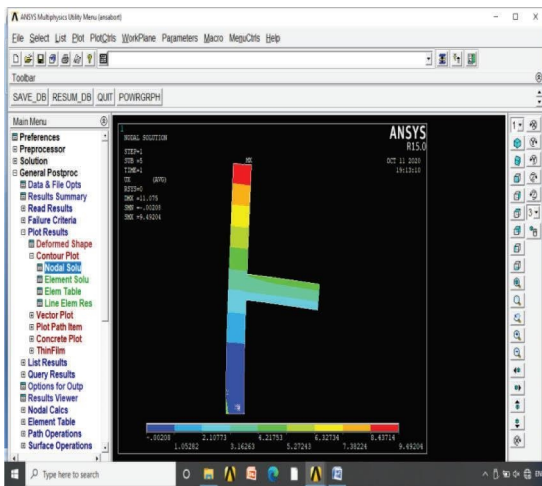 ANSYS Multiphysics Utility Menu (ansabort)
File Select List Plot PlotCtrls WorkPlane Parameters Macro MenuCtrls Help
Toolbar
SAVE_DB RESUM_DB QUIT POWRGRPH
Main Menu
Preferences
Preprocessor
Solution
General Postproc
Data & File Opts
Results Summary
Read Results
Failure Criteria
Plot Results
Deformed Shape
Contour Plot
Nodal Solu
Element Solu
Elem Table
Line Elem Res
Vector Plot
Plot Path Item
Concrete Plot
ThinFilm
List Results
Query Results
Options for Outp
Results Viewer
Nodal Calcs
Element Table
Path Operations
Surface Operations
1
NODAL SOLUTION
STEP=1
SUB =5
TIME=1
UX (AVG)
RSYS=0
DMX =11.075
SMN =-.00208
SMX =9.49204
ANSYS
R15.0
OCT 11 2020
19:13:10
MX
-.00208 2.10773 4.21753 6.32734 8.43714
1.05282 3.16263 5.27243 7.38224 9.49204
1
3
Type here to search